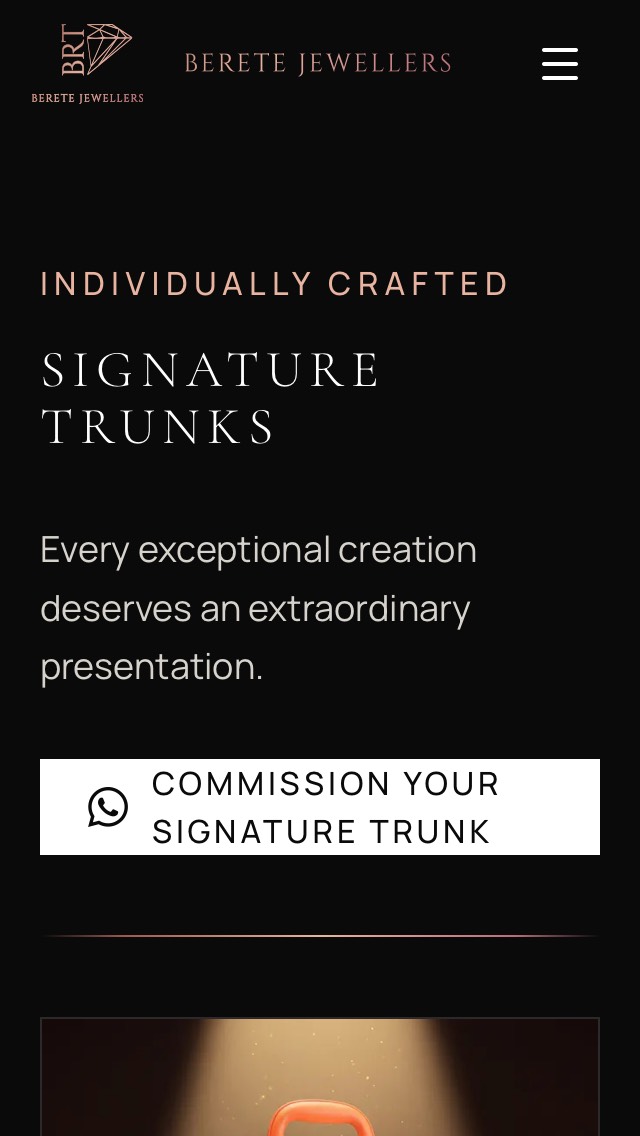 BRT
BERETE JEWELLERS
BERETE JEWELLERS
INDIVIDUALLY CRAFTED
SIGNATURE
TRUNKS
Every exceptional creation
deserves an extraordinary
presentation.
COMMISSION YOUR
SIGNATURE TRUNK